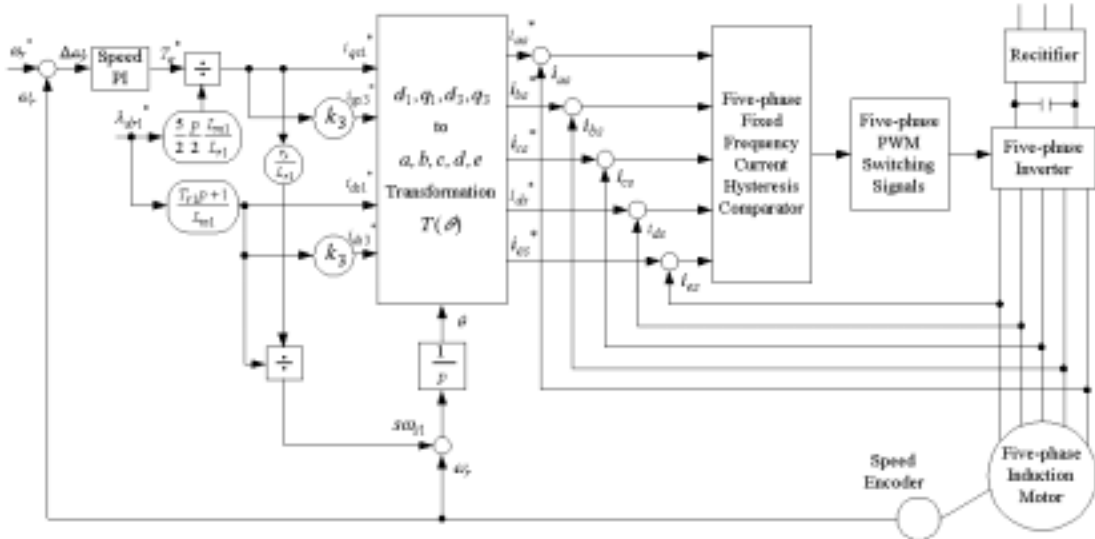 ωr*
Δωr
Speed
PI
Te*
÷
ωr
λdr1*
5/2 p/2 Lm1/Lr1
Tr1p+1/Lm1
rr/Lr1
k3
k3
÷
iqs1*
iqs3*
ids1*
ids3*
d1, q1, d3, q3
to
a, b, c, d, e
Transformation
T(θ)
θ
1/p
sω1
ωr
ias*
ibs*
ics*
ids*
ies*
ias
ibs
ics
ids
ies
Five-phase
Fixed
Frequency
Current
Hysteresis
Comparator
Five-phase
PWM
Switching
Signals
Recitifier
Five-phase
Inverter
Speed
Encoder
Five-phase
Induction
Motor